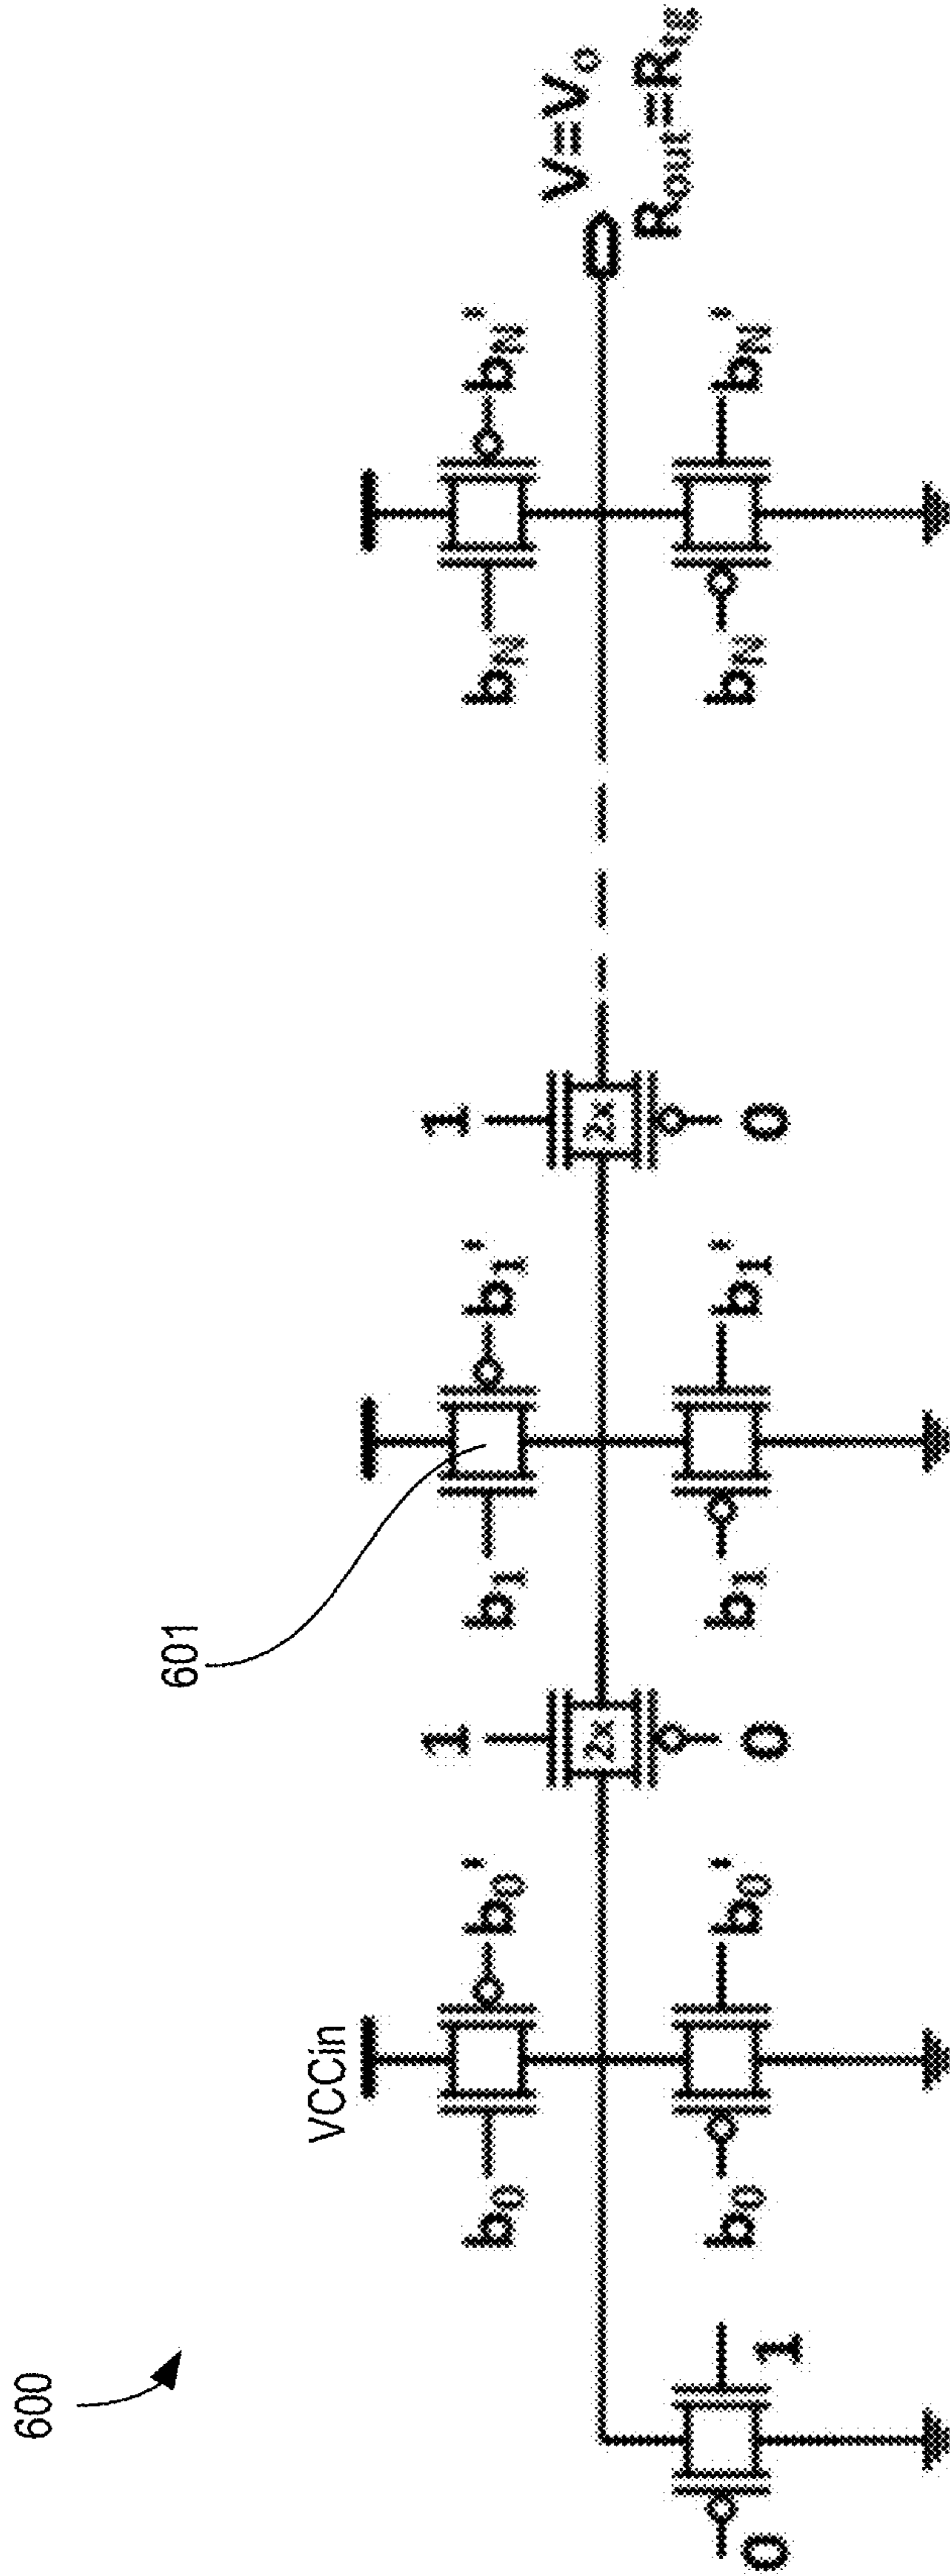 600
601
VCCin
V=Vo
Rout=Rtg
b0 b0' b1 b1' bN bN'
1 1
2x 2x
0 0
b0 b0' b1 b1' bN bN'
0 1